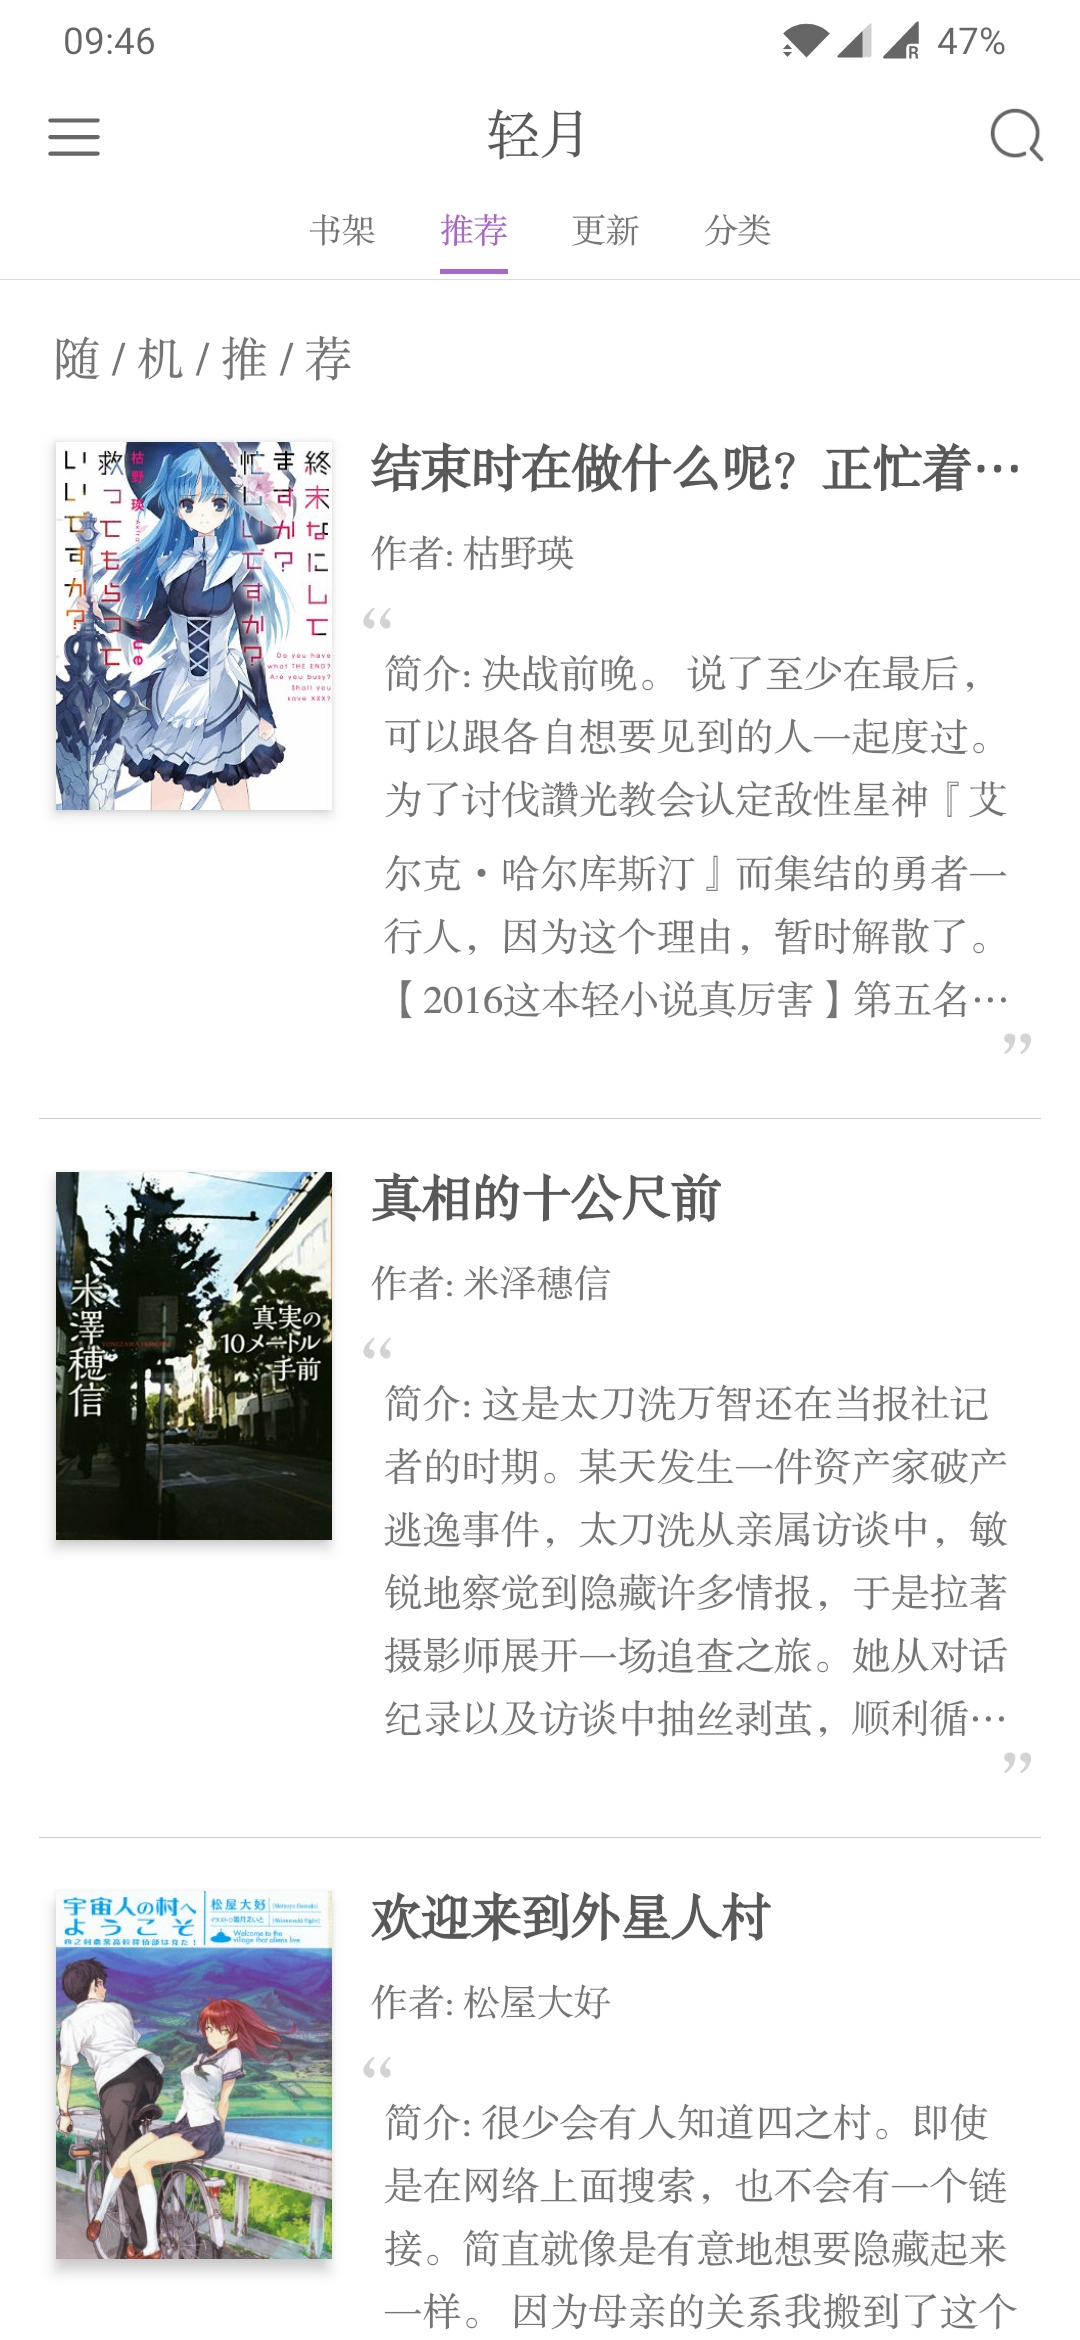 09:46
47%
轻月
书架 推荐 更新 分类
随 / 机 / 推 / 荐
終末なにして
ますか?
忙しいですか?
救ってもらって
いいですか?
枯野 瑛
Do you have
what THE END?
Are you busy?
Shall you
save XXX?
结束时在做什么呢？正忙着…
作者: 枯野瑛
“
简介: 决战前晚。 说了至少在最后，
可以跟各自想要见到的人一起度过。
为了讨伐讚光教会认定敌性星神『艾
尔克・哈尔库斯汀』而集结的勇者一
行人，因为这个理由，暂时解散了。
【2016这本轻小说真厉害】第五名…
”
米澤穂信
真実の
10メートル
手前
真相的十公尺前
作者: 米泽穗信
“
简介: 这是太刀洗万智还在当报社记
者的时期。某天发生一件资产家破产
逃逸事件，太刀洗从亲属访谈中，敏
锐地察觉到隐藏许多情报，于是拉著
摄影师展开一场追查之旅。她从对话
纪录以及访谈中抽丝剥茧，顺利循…
”
宇宙人の村へ
ようこそ
四之村農業高校探偵部は見た！
松屋大好
Welcome to the
village that aliens live
欢迎来到外星人村
作者: 松屋大好
“
简介: 很少会有人知道四之村。即使
是在网络上面搜索，也不会有一个链
接。简直就像是有意地想要隐藏起来
一样。 因为母亲的关系我搬到了这个